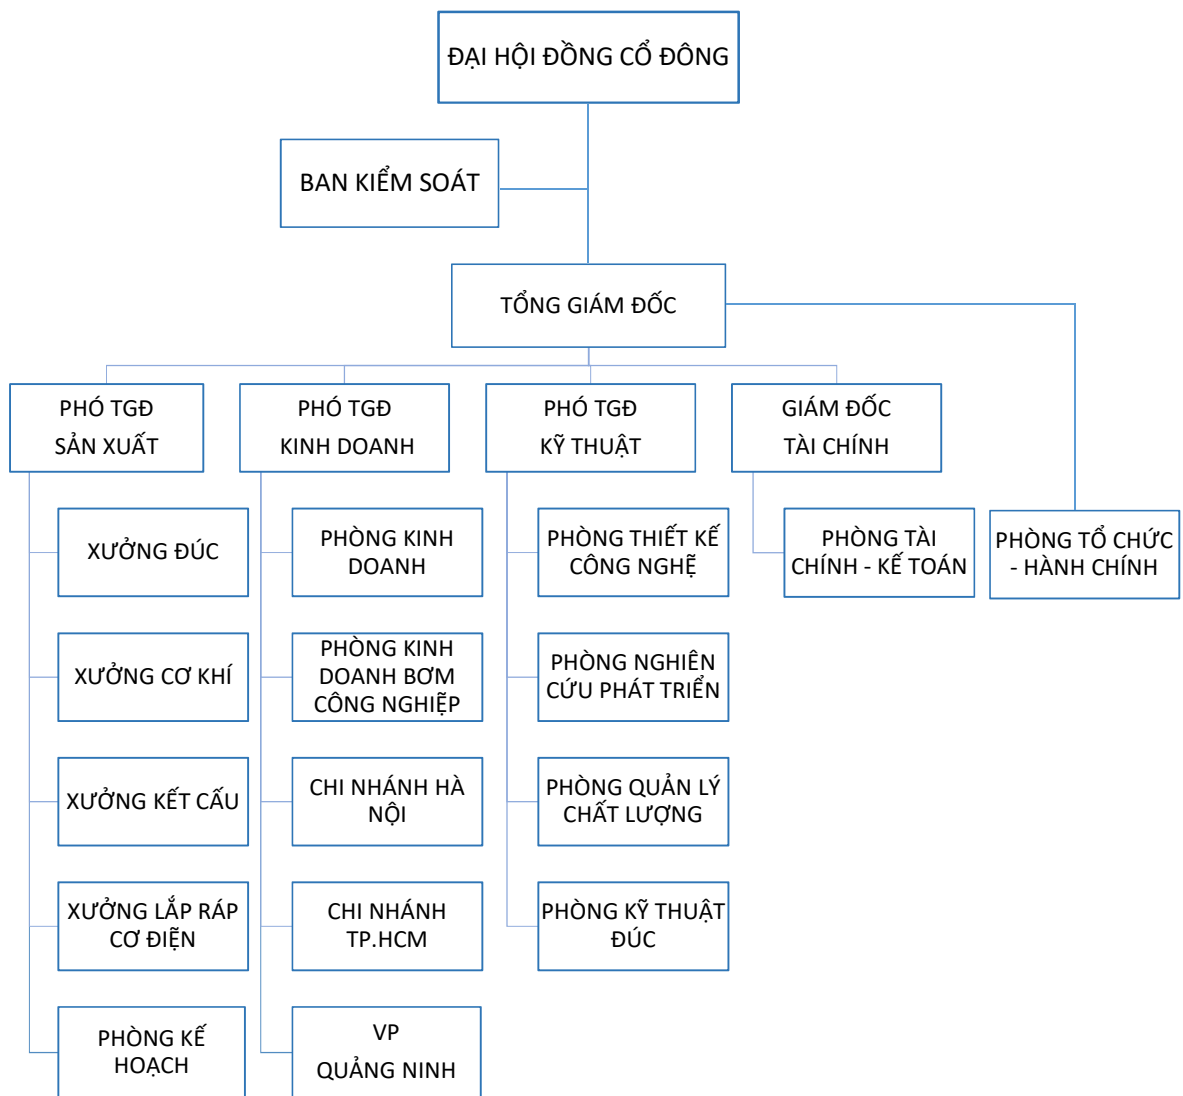 ĐẠI HỘI ĐỒNG CỔ ĐÔNG
BAN KIỂM SOÁT
TỔNG GIÁM ĐỐC
PHÓ TGĐ
SẢN XUẤT
PHÓ TGĐ
KINH DOANH
PHÓ TGĐ
KỸ THUẬT
GIÁM ĐỐC
TÀI CHÍNH
XƯỞNG ĐÚC
PHÒNG KINH
DOANH
PHÒNG THIẾT KẾ
CÔNG NGHỆ
PHÒNG TÀI
CHÍNH - KẾ TOÁN
PHÒNG TỔ CHỨC
- HÀNH CHÍNH
XƯỞNG CƠ KHÍ
PHÒNG KINH
DOANH BƠM
CÔNG NGHIỆP
PHÒNG NGHIÊN
CỨU PHÁT TRIỂN
XƯỞNG KẾT CẤU
CHI NHÁNH HÀ
NỘI
PHÒNG QUẢN LÝ
CHẤT LƯỢNG
XƯỞNG LẮP RÁP
CƠ ĐIỆN
CHI NHÁNH
TP.HCM
PHÒNG KỸ THUẬT
ĐÚC
PHÒNG KẾ
HOẠCH
VP
QUẢNG NINH